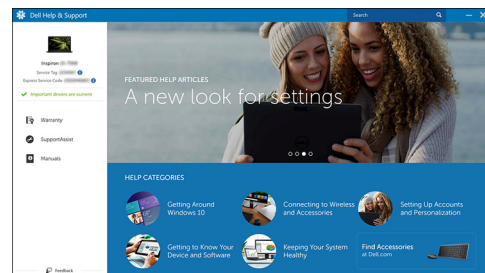 Dell Help & Support
Search
Inspiron
Service Tag
Express Service Code
Important drivers are current
Warranty
SupportAssist
Manuals
Feedback
FEATURED HELP ARTICLES
A new look for settings
HELP CATEGORIES
Getting Around
Windows 10
Connecting to Wireless
and Accessories
Setting Up Accounts
and Personalization
Getting to Know Your
Device and Software
Keeping Your System
Healthy
Find Accessories
at Dell.com